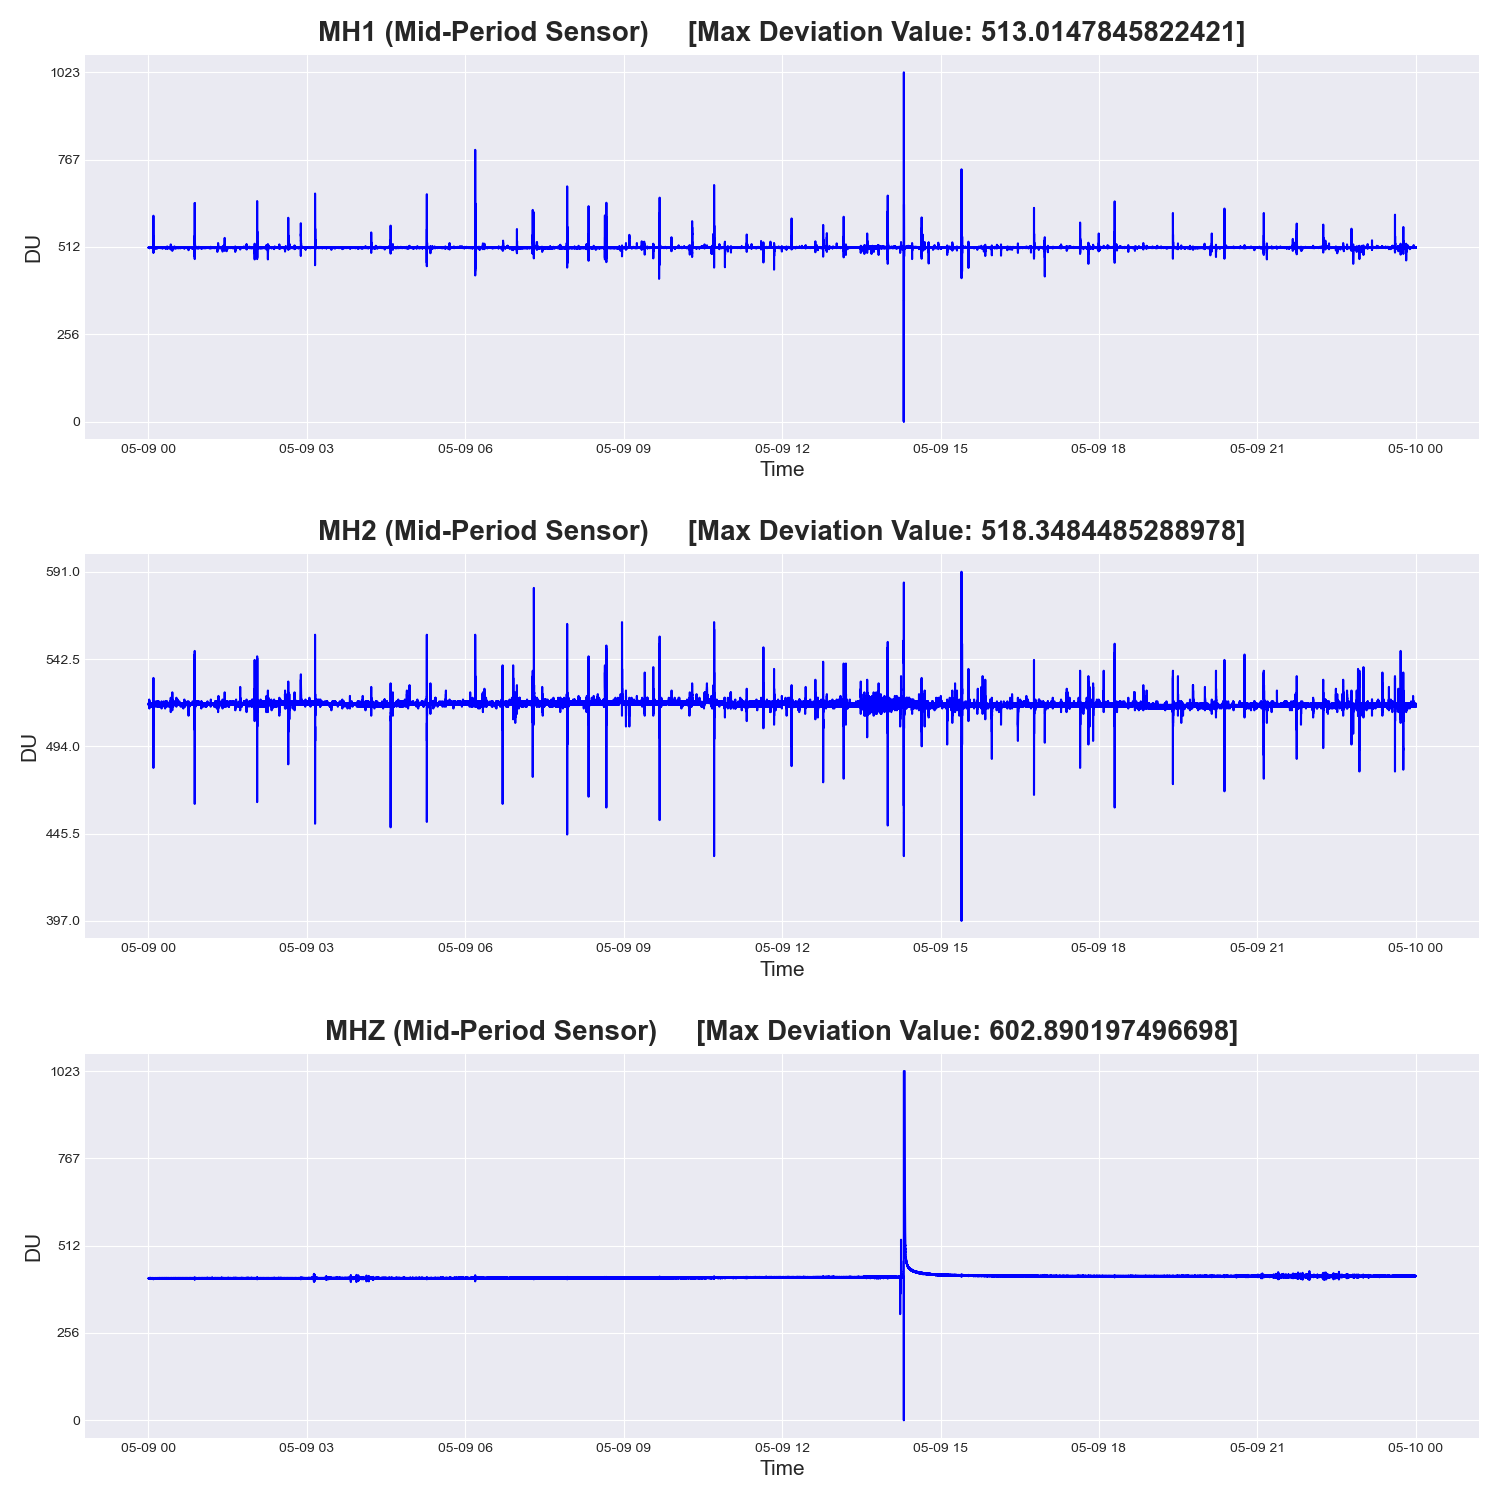 MH1 (Mid-Period Sensor) [Max Deviation Value: 513.0147845822421]
1023
767
512
256
0
DU
05-09 00 05-09 03 05-09 06 05-09 09 05-09 12 05-09 15 05-09 18 05-09 21 05-10 00
Time
MH2 (Mid-Period Sensor) [Max Deviation Value: 518.3484485288978]
591.0
542.5
494.0
445.5
397.0
DU
05-09 00 05-09 03 05-09 06 05-09 09 05-09 12 05-09 15 05-09 18 05-09 21 05-10 00
Time
MHZ (Mid-Period Sensor) [Max Deviation Value: 602.890197496698]
1023
767
512
256
0
DU
05-09 00 05-09 03 05-09 06 05-09 09 05-09 12 05-09 15 05-09 18 05-09 21 05-10 00
Time